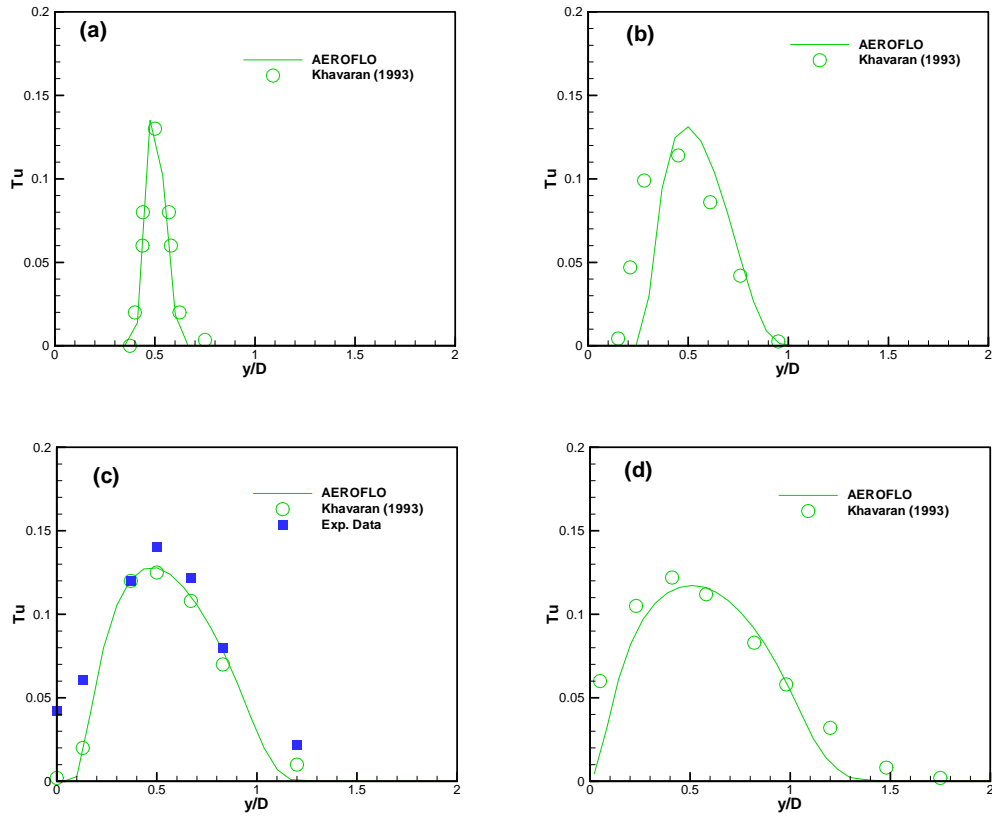 (a)
AEROFLO
Khavaran (1993)
Tu
0.2
0.15
0.1
0.05
0
0 0.5 1 1.5 2
y/D
(b)
AEROFLO
Khavaran (1993)
Tu
0.2
0.15
0.1
0.05
0
0 0.5 1 1.5 2
y/D
(c)
AEROFLO
Khavaran (1993)
Exp. Data
Tu
0.2
0.15
0.1
0.05
0
0 0.5 1 1.5 2
y/D
(d)
AEROFLO
Khavaran (1993)
Tu
0.2
0.15
0.1
0.05
0
0 0.5 1 1.5 2
y/D